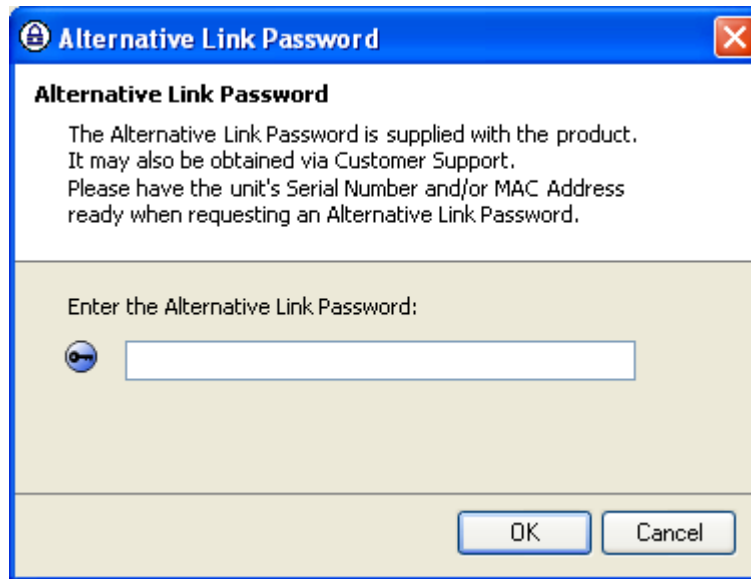 Alternative Link Password
Alternative Link Password
The Alternative Link Password is supplied with the product.
It may also be obtained via Customer Support.
Please have the unit's Serial Number and/or MAC Address
ready when requesting an Alternative Link Password.
Enter the Alternative Link Password:
OK
Cancel